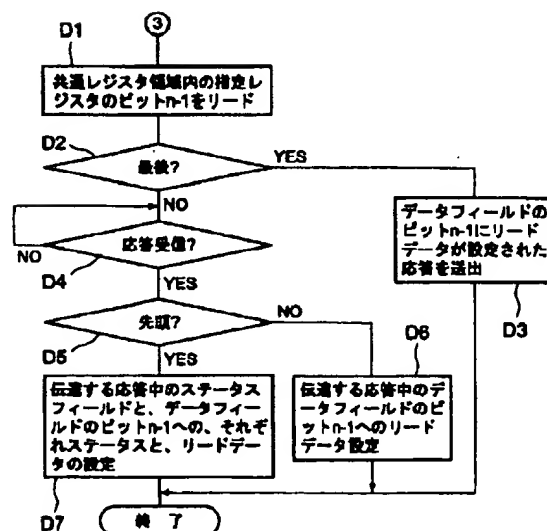 ③
D1
共通レジスタ領域内の指定レ
ジスタのビットn-1をリード
D2
最後?
YES
NO
データフィールドの
ビットn-1にリード
データが設定された
応答を送出
D3
応答受信?
NO
D4
YES
先頭?
NO
D5
YES
D6
伝達する応答中のステータス
フィールドと、データフィー
ルドのビットn-1への、それぞ
れステータスと、リードデー
タの設定
伝達する応答中のデ
ータフィールドのビ
ットn-1へのリード
データ設定
D7
終了